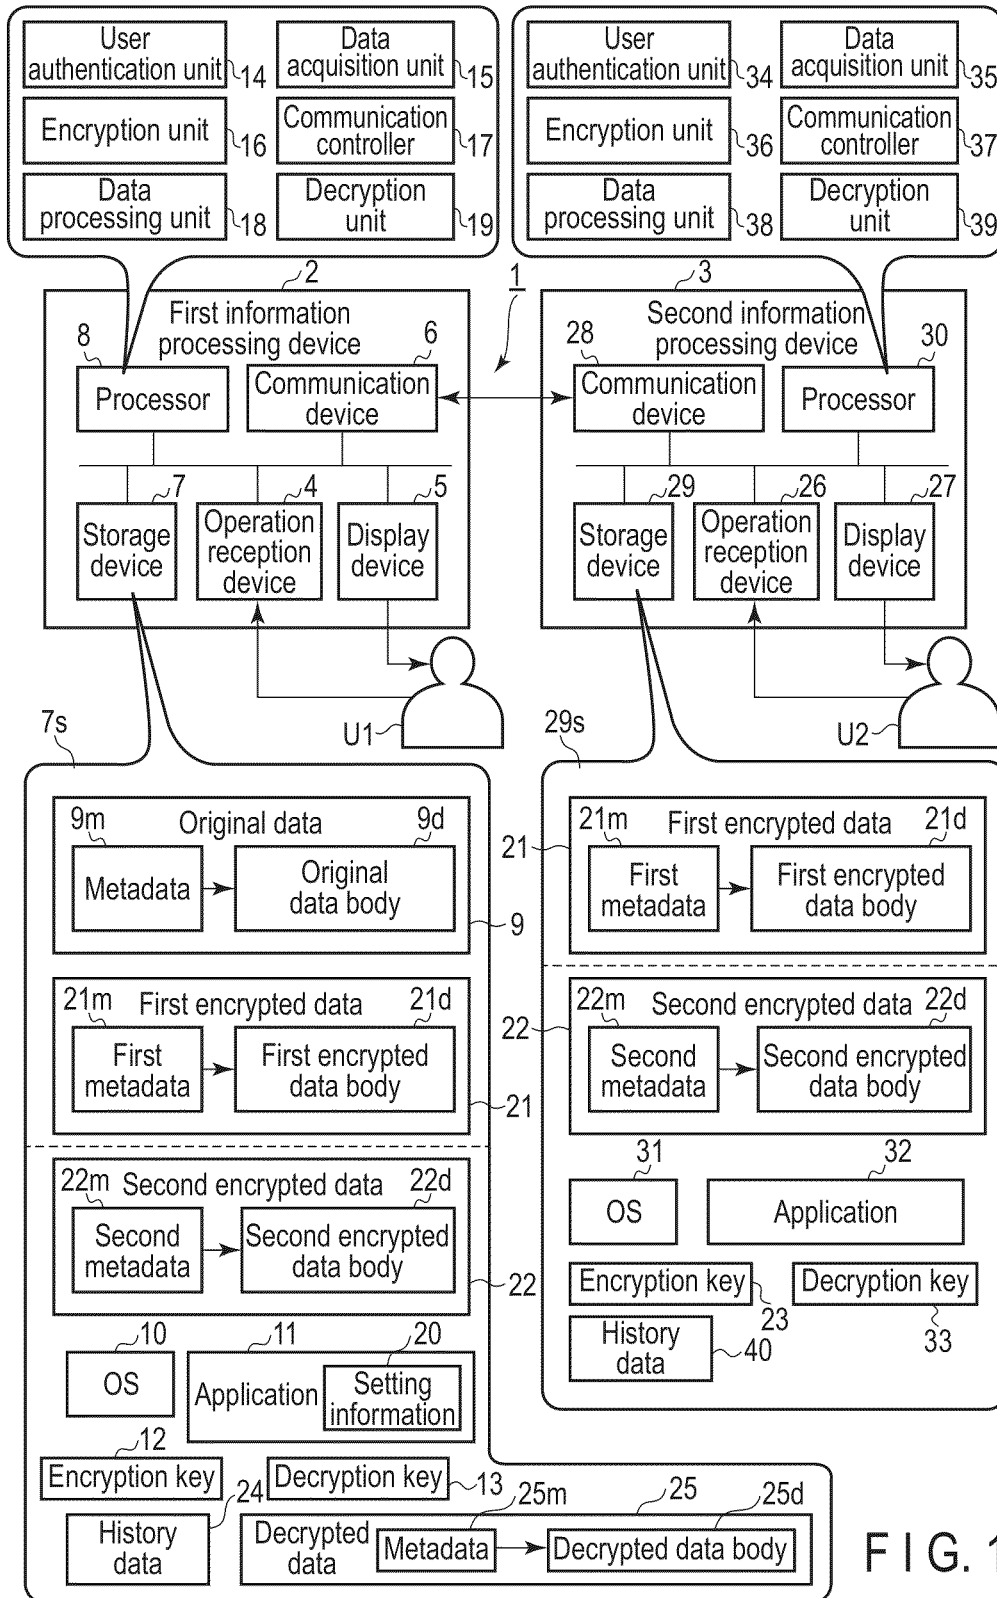 User
authentication unit
14
Data
acquisition unit
15
Encryption unit
16
Communication
controller
17
Data
processing unit
18
Decryption
unit
19
User
authentication unit
34
Data
acquisition unit
35
Encryption unit
36
Communication
controller
37
Data
processing unit
38
Decryption
unit
39
2
1
3
First information
processing device
8
6
Processor
Communication
device
7
4
5
Storage
device
Operation
reception
device
Display
device
Second information
processing device
28
30
Communication
device
Processor
29
26
27
Storage
device
Operation
reception
device
Display
device
U1
U2
7s
29s
9m
Original data
9d
Metadata
Original
data body
9
21m
First encrypted data
21d
First
metadata
First encrypted
data body
21
22m
Second encrypted data
22d
Second
metadata
Second encrypted
data body
22
10
OS
11
20
Application
Setting
information
12
Encryption key
Decryption key
13
24
History
data
25m
25
25d
Decrypted
data
Metadata
Decrypted data body
21
21m
First encrypted data
21d
First
metadata
First encrypted
data body
22
22m
Second encrypted data
22d
Second
metadata
Second encrypted
data body
31
OS
32
Application
Encryption key
23
Decryption key
33
History
data
40
FIG. 1